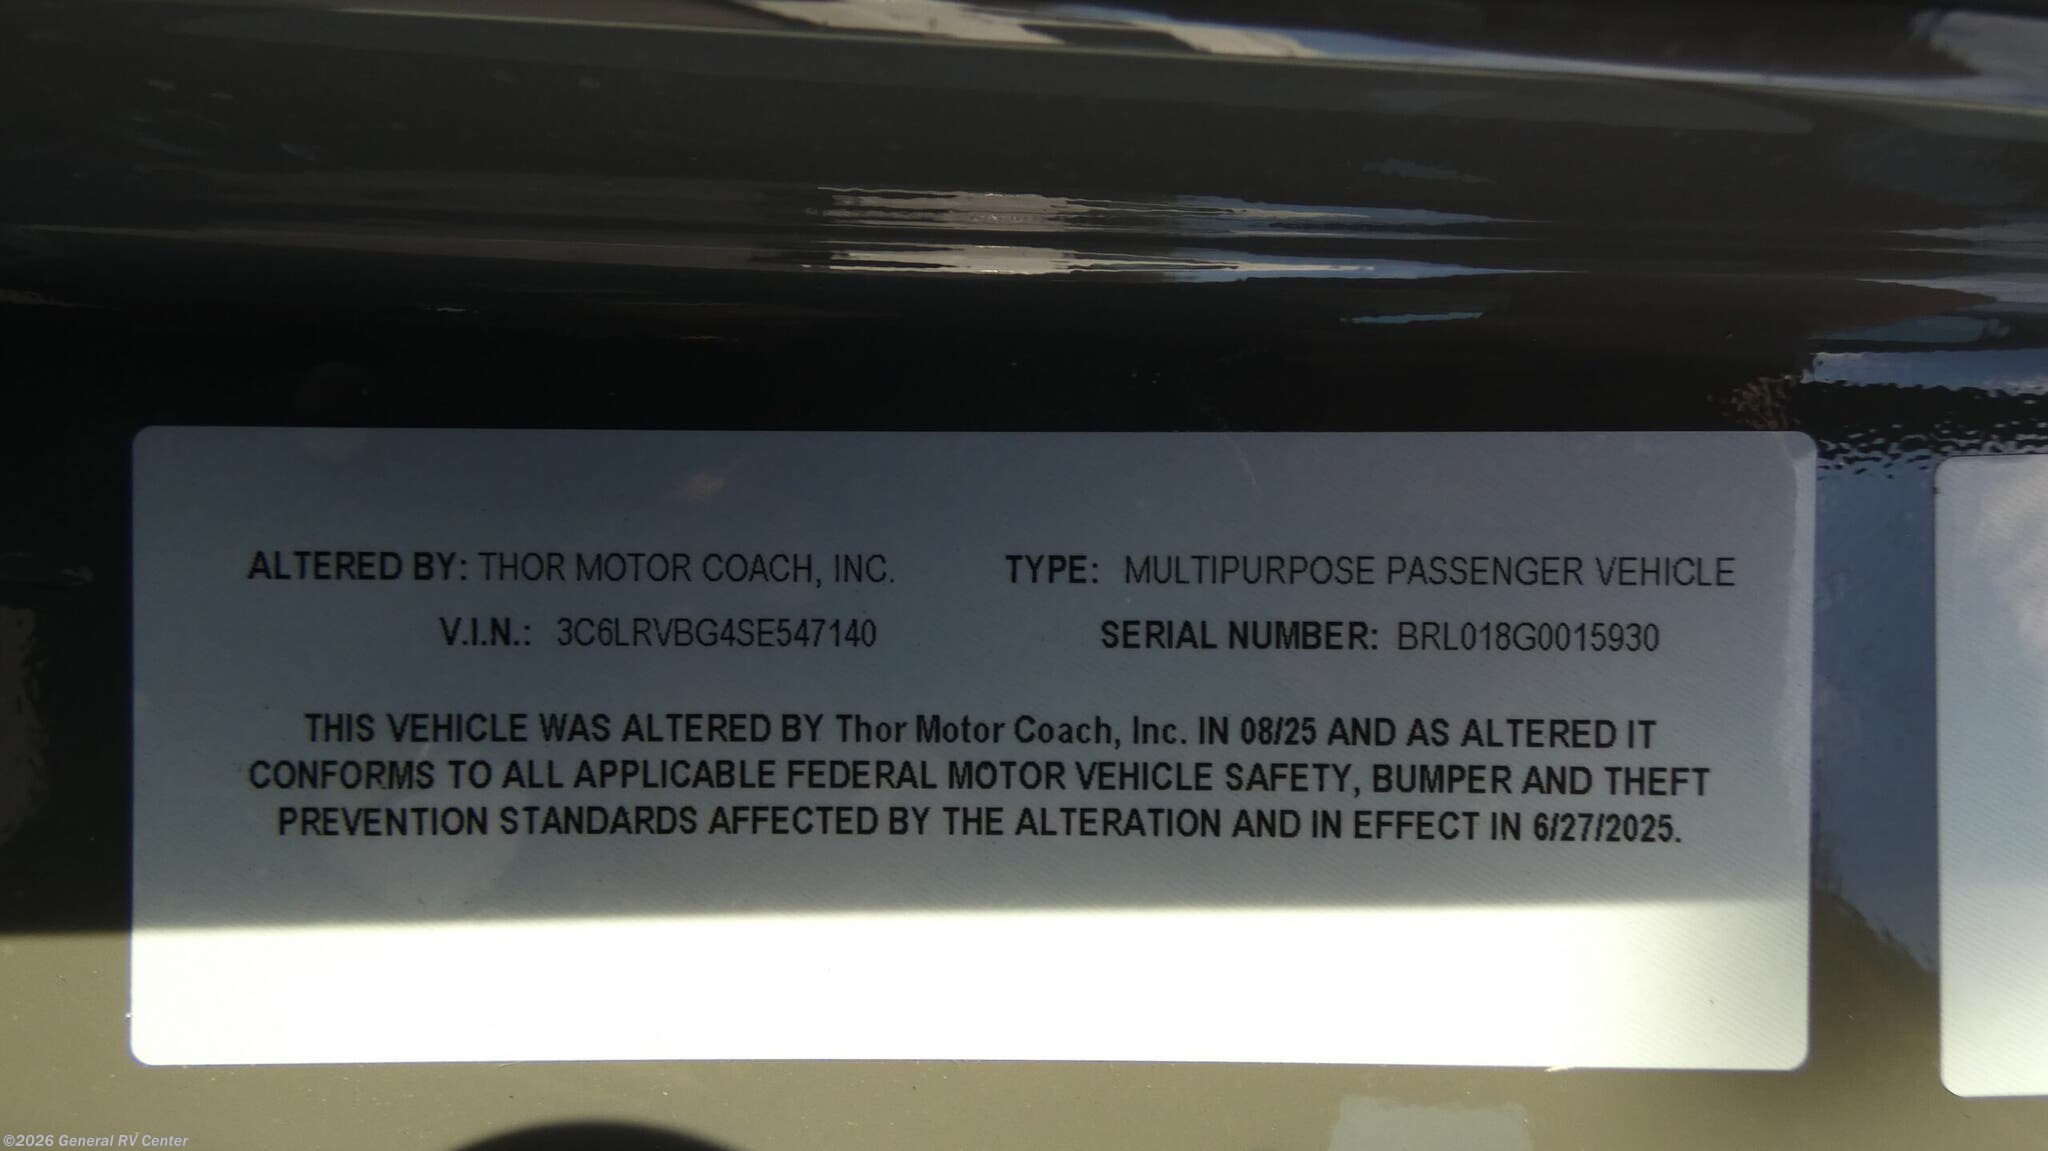 ALTERED BY: THOR MOTOR COACH, INC. TYPE: MULTIPURPOSE PASSENGER VEHICLE
V.I.N.: 3C6LRVBG4SE547140 SERIAL NUMBER: BRL018G0015930
THIS VEHICLE WAS ALTERED BY Thor Motor Coach, Inc. IN 08/25 AND AS ALTERED IT
CONFORMS TO ALL APPLICABLE FEDERAL MOTOR VEHICLE SAFETY, BUMPER AND THEFT
PREVENTION STANDARDS AFFECTED BY THE ALTERATION AND IN EFFECT IN 6/27/2025.
©2026 General RV Center